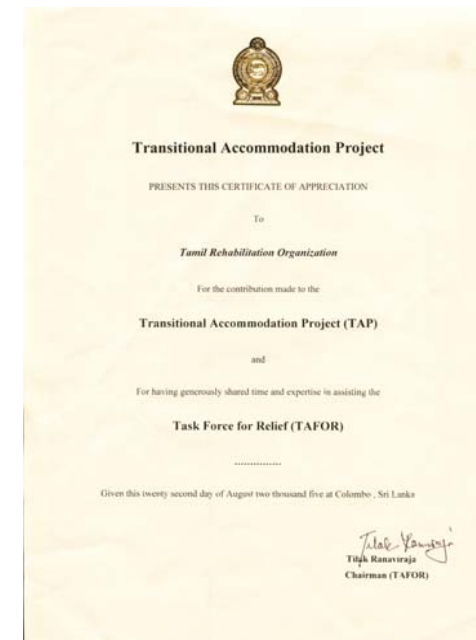 Transitional Accommodation Project
PRESENTS THIS CERTIFICATE OF APPRECIATION
To
Tamil Rehabilitation Organization
For the contribution made to the
Transitional Accommodation Project (TAP)
and
For having generously shared time and expertise in assisting the
Task Force for Relief (TAFOR)
---------------
Given this twenty second day of August two thousand five at Colombo , Sri Lanka
Tilak Ranaviraja
Chairman (TAFOR)